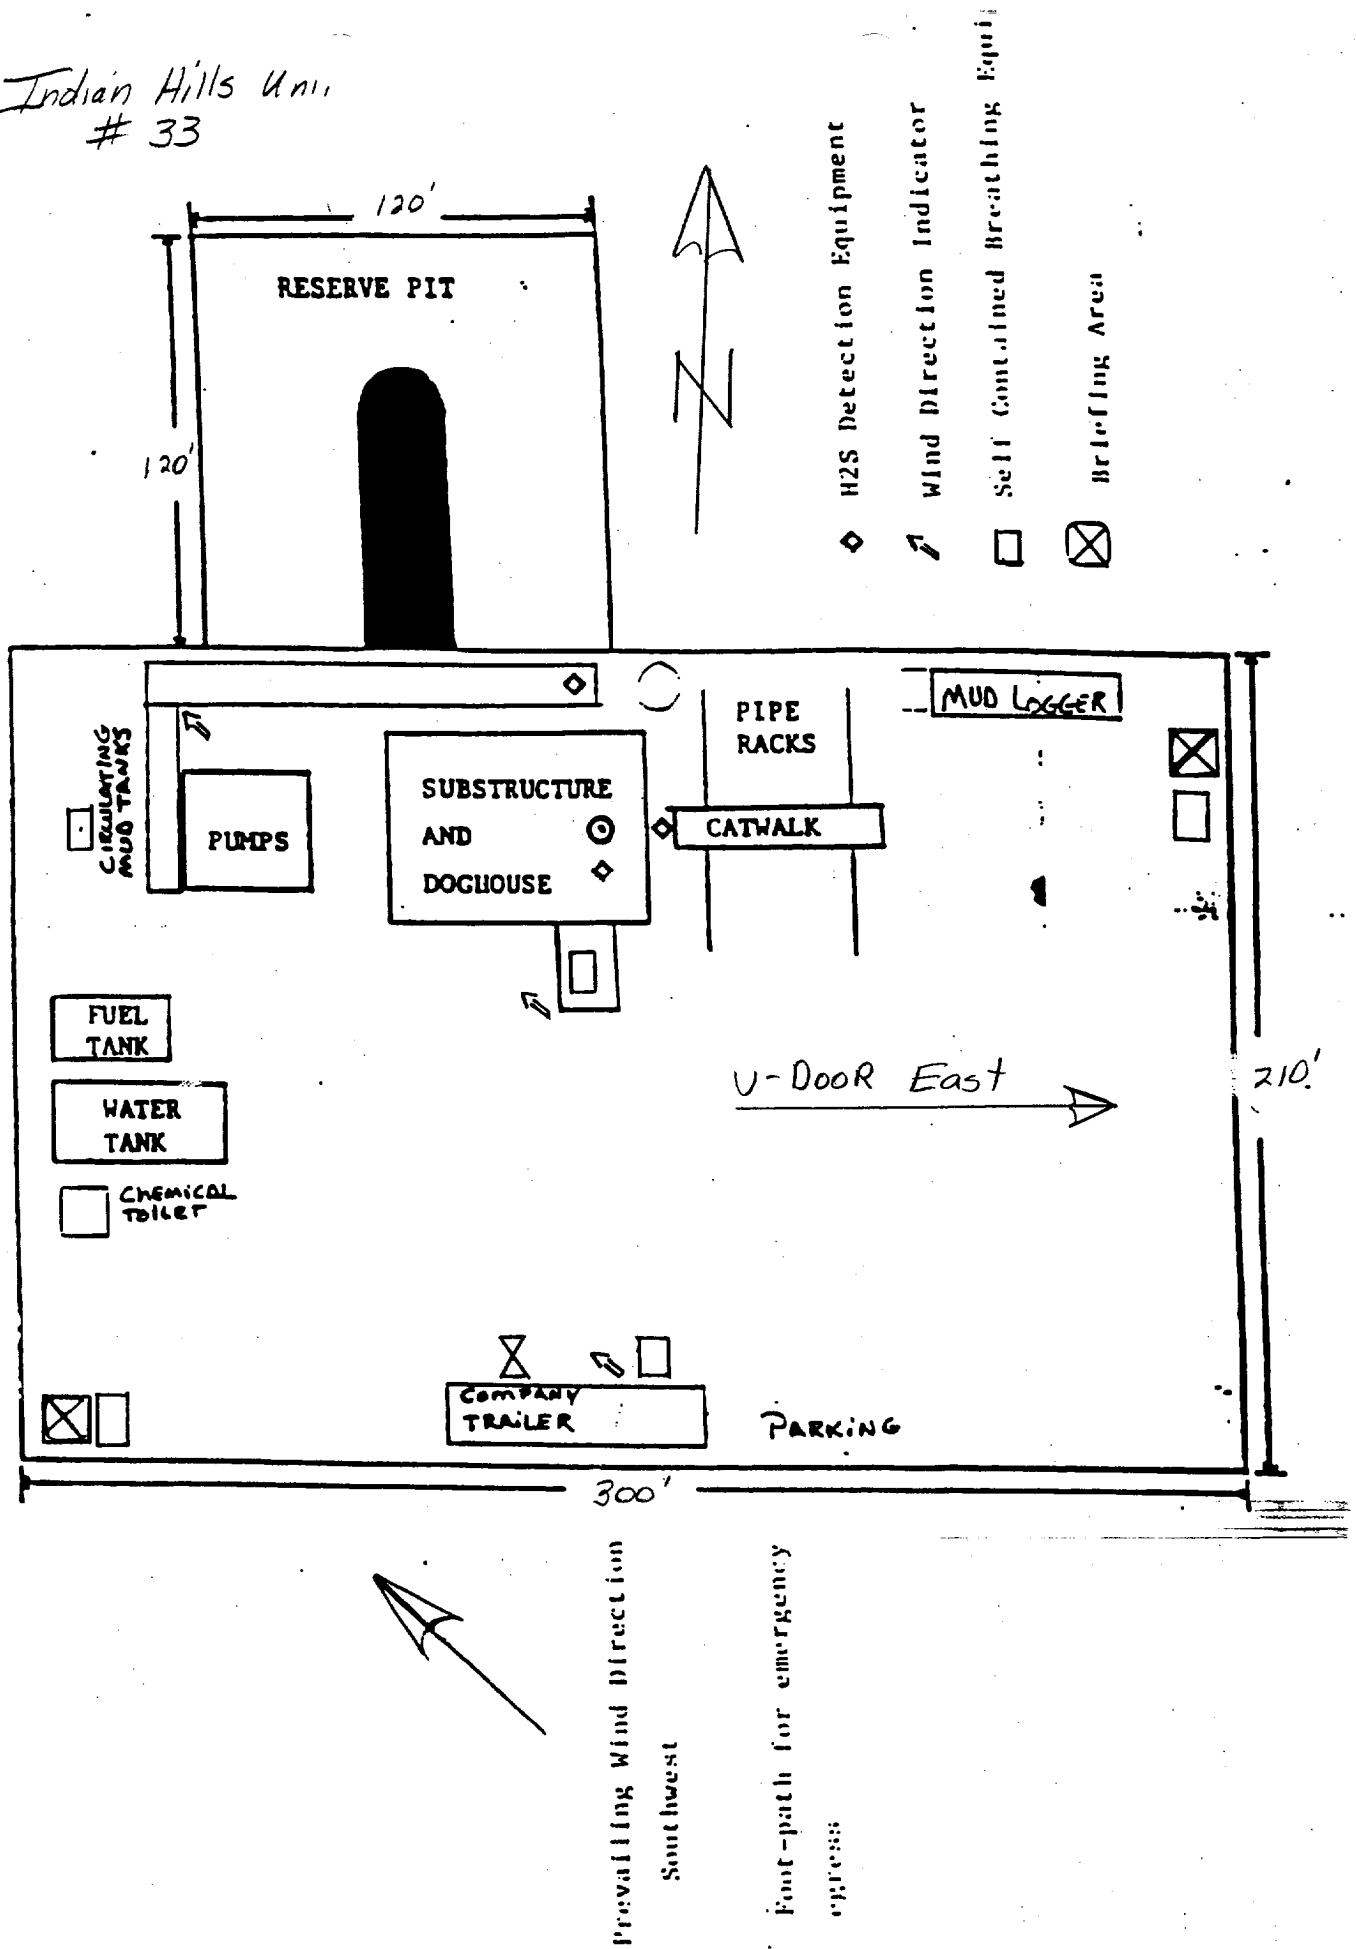 Indian Hills Uni.
# 33
120'
120'
RESERVE PIT
N
H2S Detection Equipment
Wind Direction Indicator
Self Contained Breathing Equi
Briefing Area
CIRCULATING
MUD TANKS
PUMPS
SUBSTRUCTURE
AND
DOGHOUSE
PIPE
RACKS
CATWALK
MUD LOGGER
FUEL
TANK
WATER
TANK
CHEMICAL
TOILET
V-DOOR East
210'
COMPANY
TRAILER
PARKING
300'
Prevailing Wind Direction
Southwest
Foot-path for emergency
egress